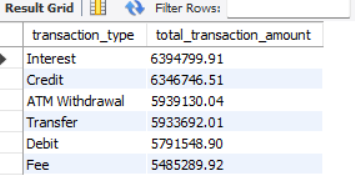 Result Grid Filter Rows:
transaction_type total_transaction_amount
Interest 6394799.91
Credit 6346746.51
ATM Withdrawal 5939130.04
Transfer 5933692.01
Debit 5791548.90
Fee 5485289.92